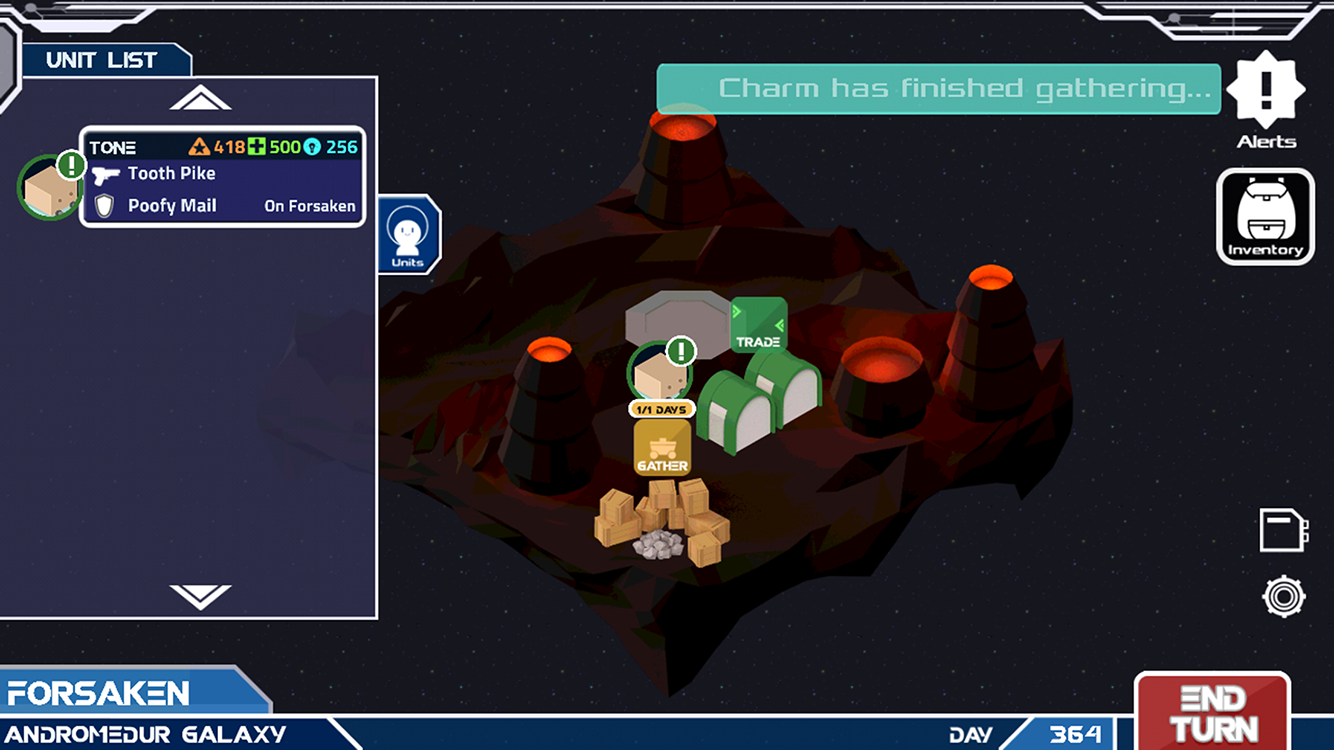 UNIT LIST
Charm has finished gathering...
Alerts
TONE 418 500 256
Tooth Pike
Poofy Mail On Forsaken
Units
Inventory
TRADE
1/1 DAYS
GATHER
FORSAKEN
ANDROMEDUR GALAXY
DAY 364
END
TURN